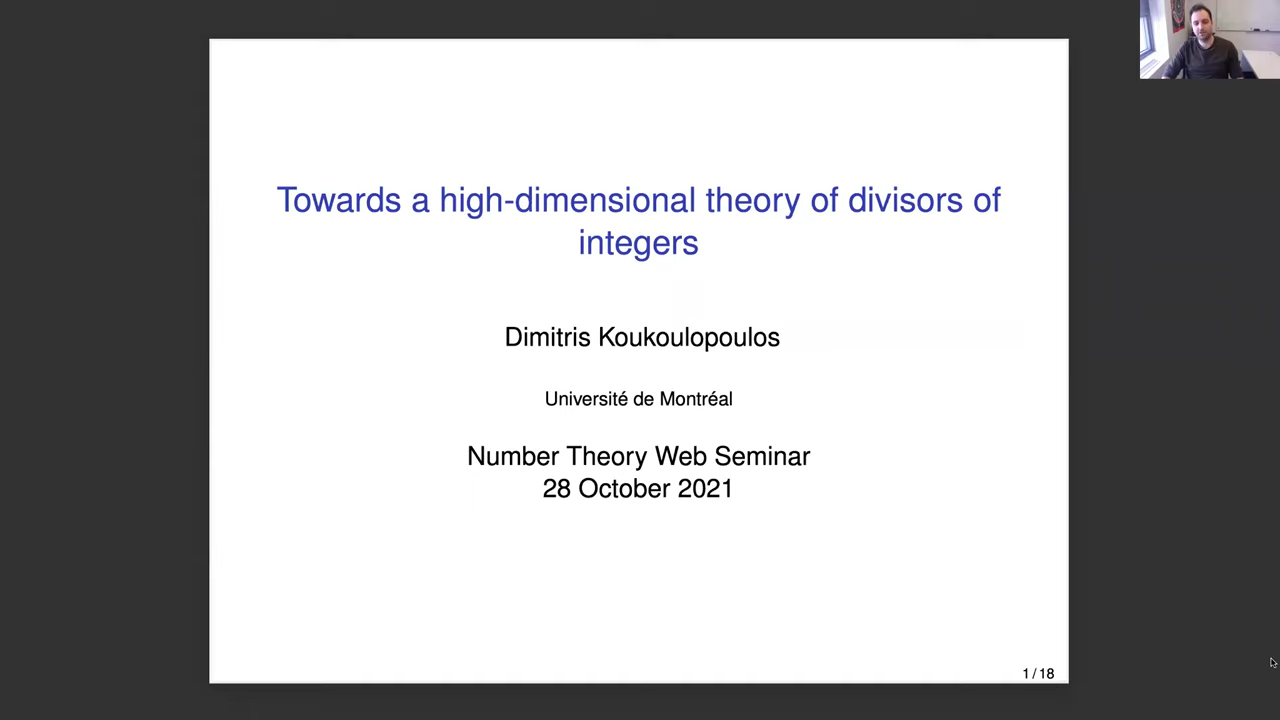 Towards a high-dimensional theory of divisors of
integers
Dimitris Koukoulopoulos
Université de Montréal
Number Theory Web Seminar
28 October 2021
1 / 18